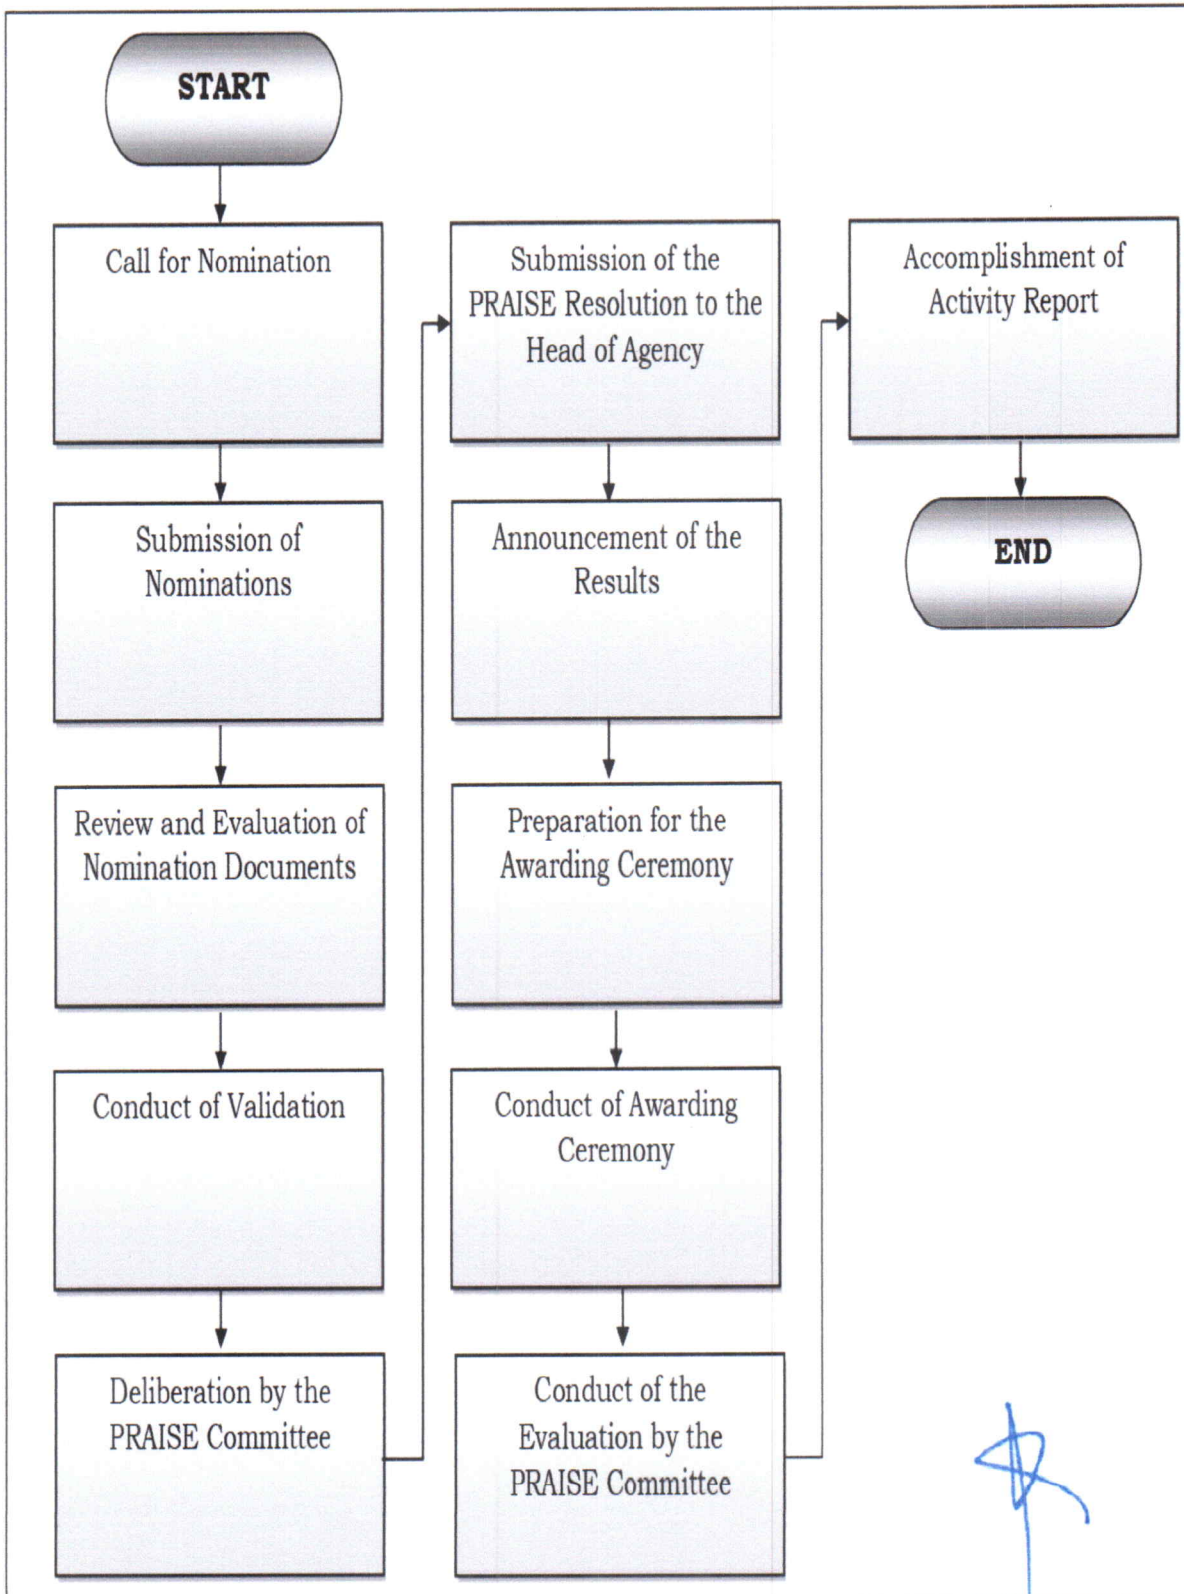 START
Call for Nomination
Submission of
Nominations
Review and Evaluation of
Nomination Documents
Conduct of Validation
Deliberation by the
PRAISE Committee
Submission of the
PRAISE Resolution to the
Head of Agency
Announcement of the
Results
Preparation for the
Awarding Ceremony
Conduct of Awarding
Ceremony
Conduct of the
Evaluation by the
PRAISE Committee
Accomplishment of
Activity Report
END